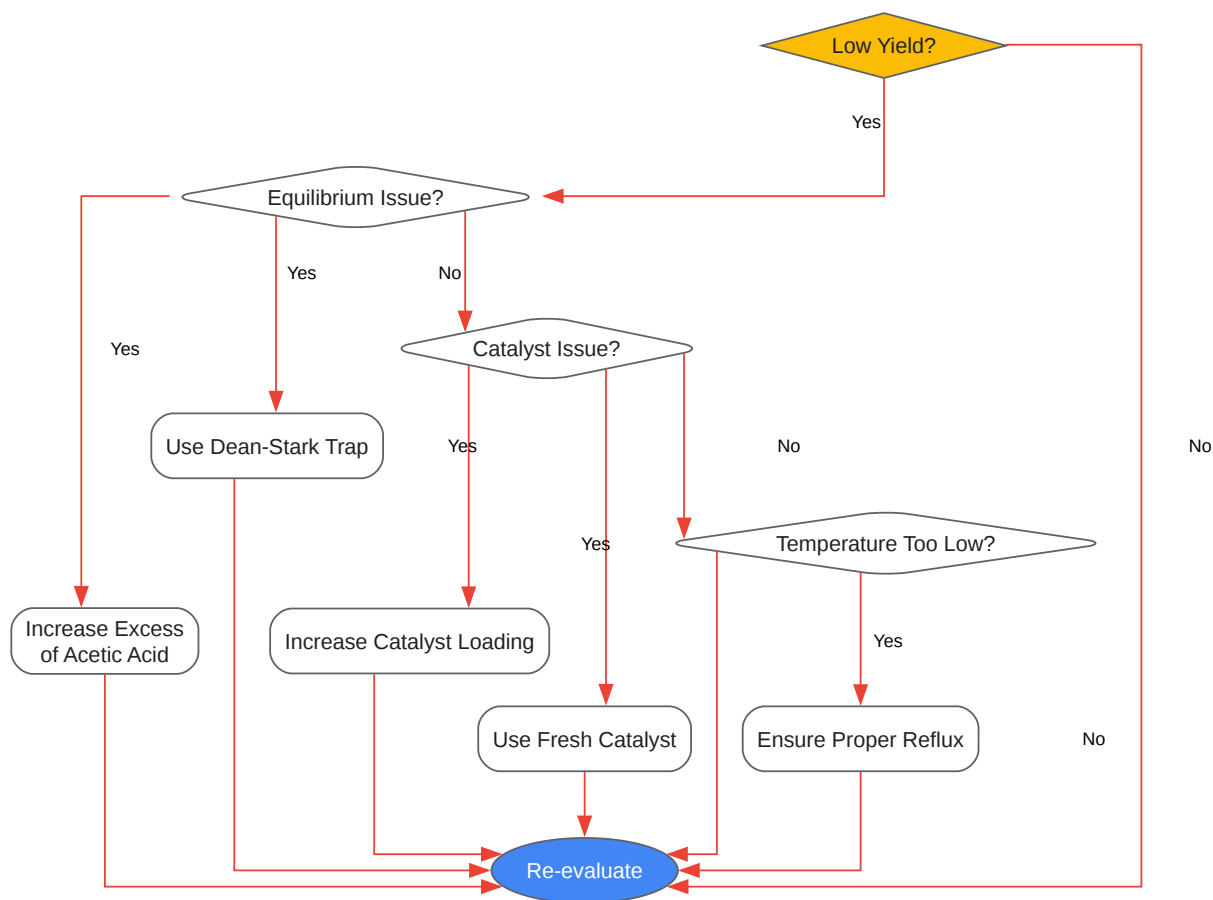 Low Yield?
Yes
Equilibrium Issue?
Yes
No
Yes
Catalyst Issue?
Use Dean-Stark Trap
Yes
No
No
Yes
Temperature Too Low?
Increase Excess
of Acetic Acid
Increase Catalyst Loading
Yes
Use Fresh Catalyst
Ensure Proper Reflux
No
Re-evaluate